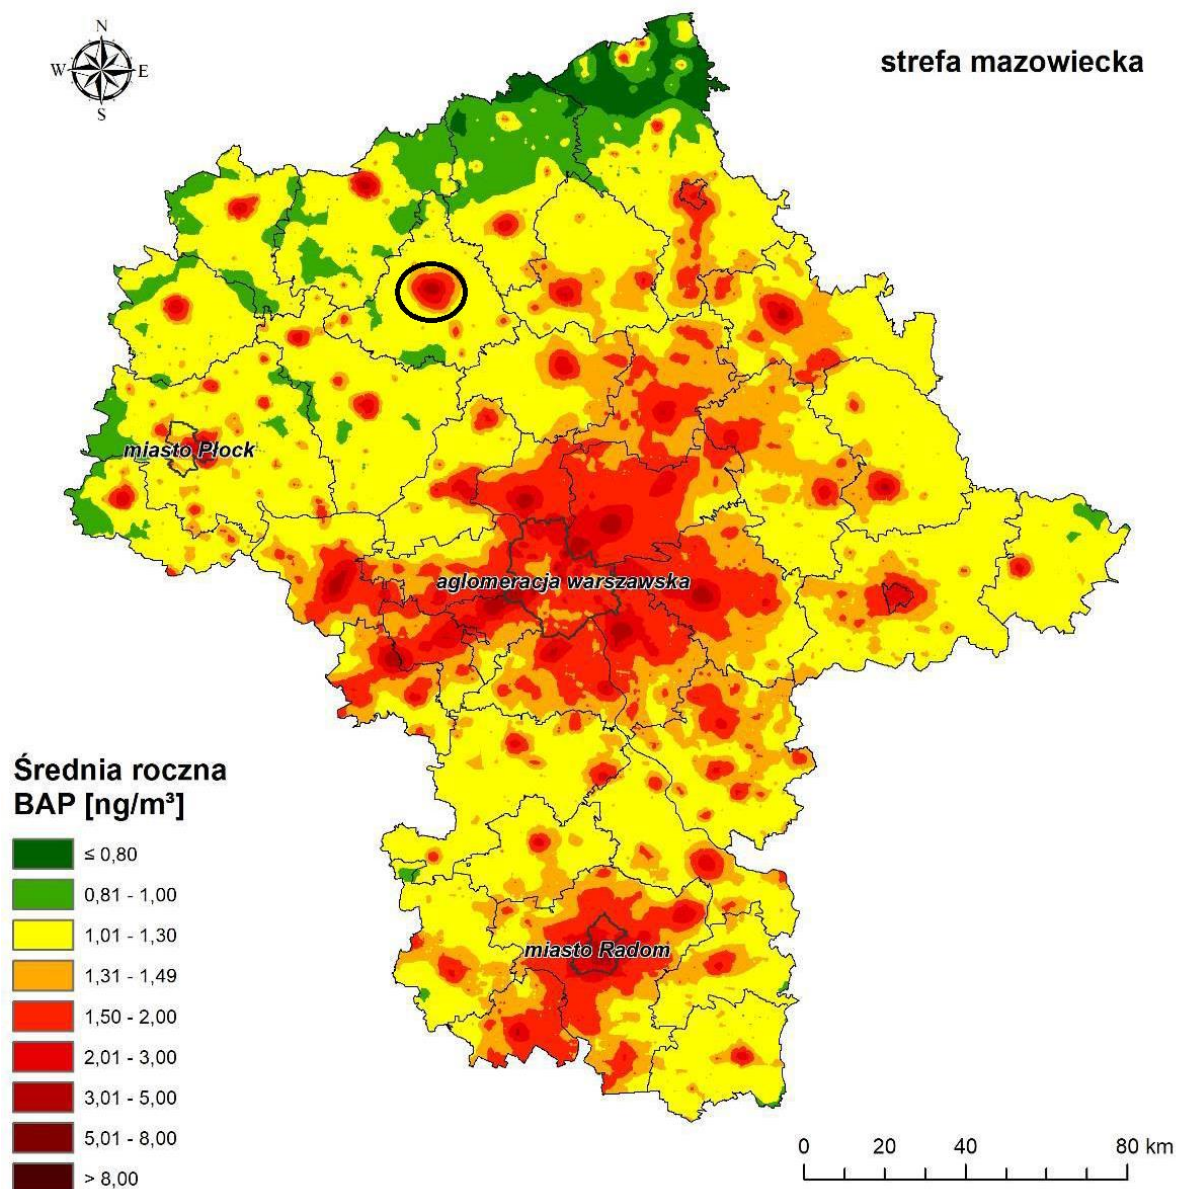 N
W
E
S
strefa mazowiecka
miasto Płock
aglomeracja warszawska
miasto Radom
Średnia roczna
BAP [ng/m³]
≤ 0,80
0,81 - 1,00
1,01 - 1,30
1,31 - 1,49
1,50 - 2,00
2,01 - 3,00
3,01 - 5,00
5,01 - 8,00
> 8,00
0 20 40 80 km